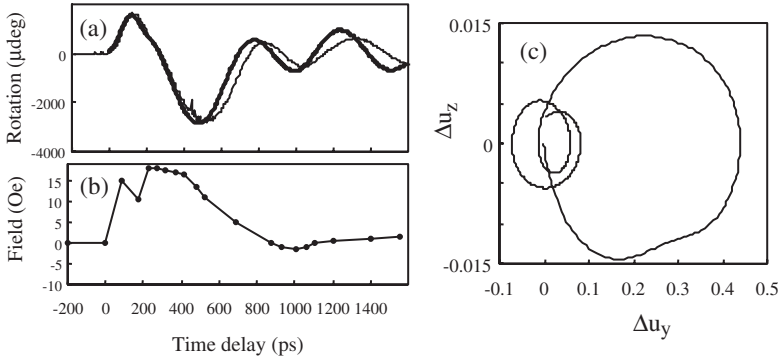 (a)
Rotation (μdeg)
0
-2000
-4000
(b)
Field (Oe)
15
10
5
0
-5
10
-200 0 200 400 600 800 1000 1200 1400
Time delay (ps)
(c)
Δu_z
0.015
0
-0.015
-0.1 0 0.1 0.2 0.3 0.4 0.5
Δu_y